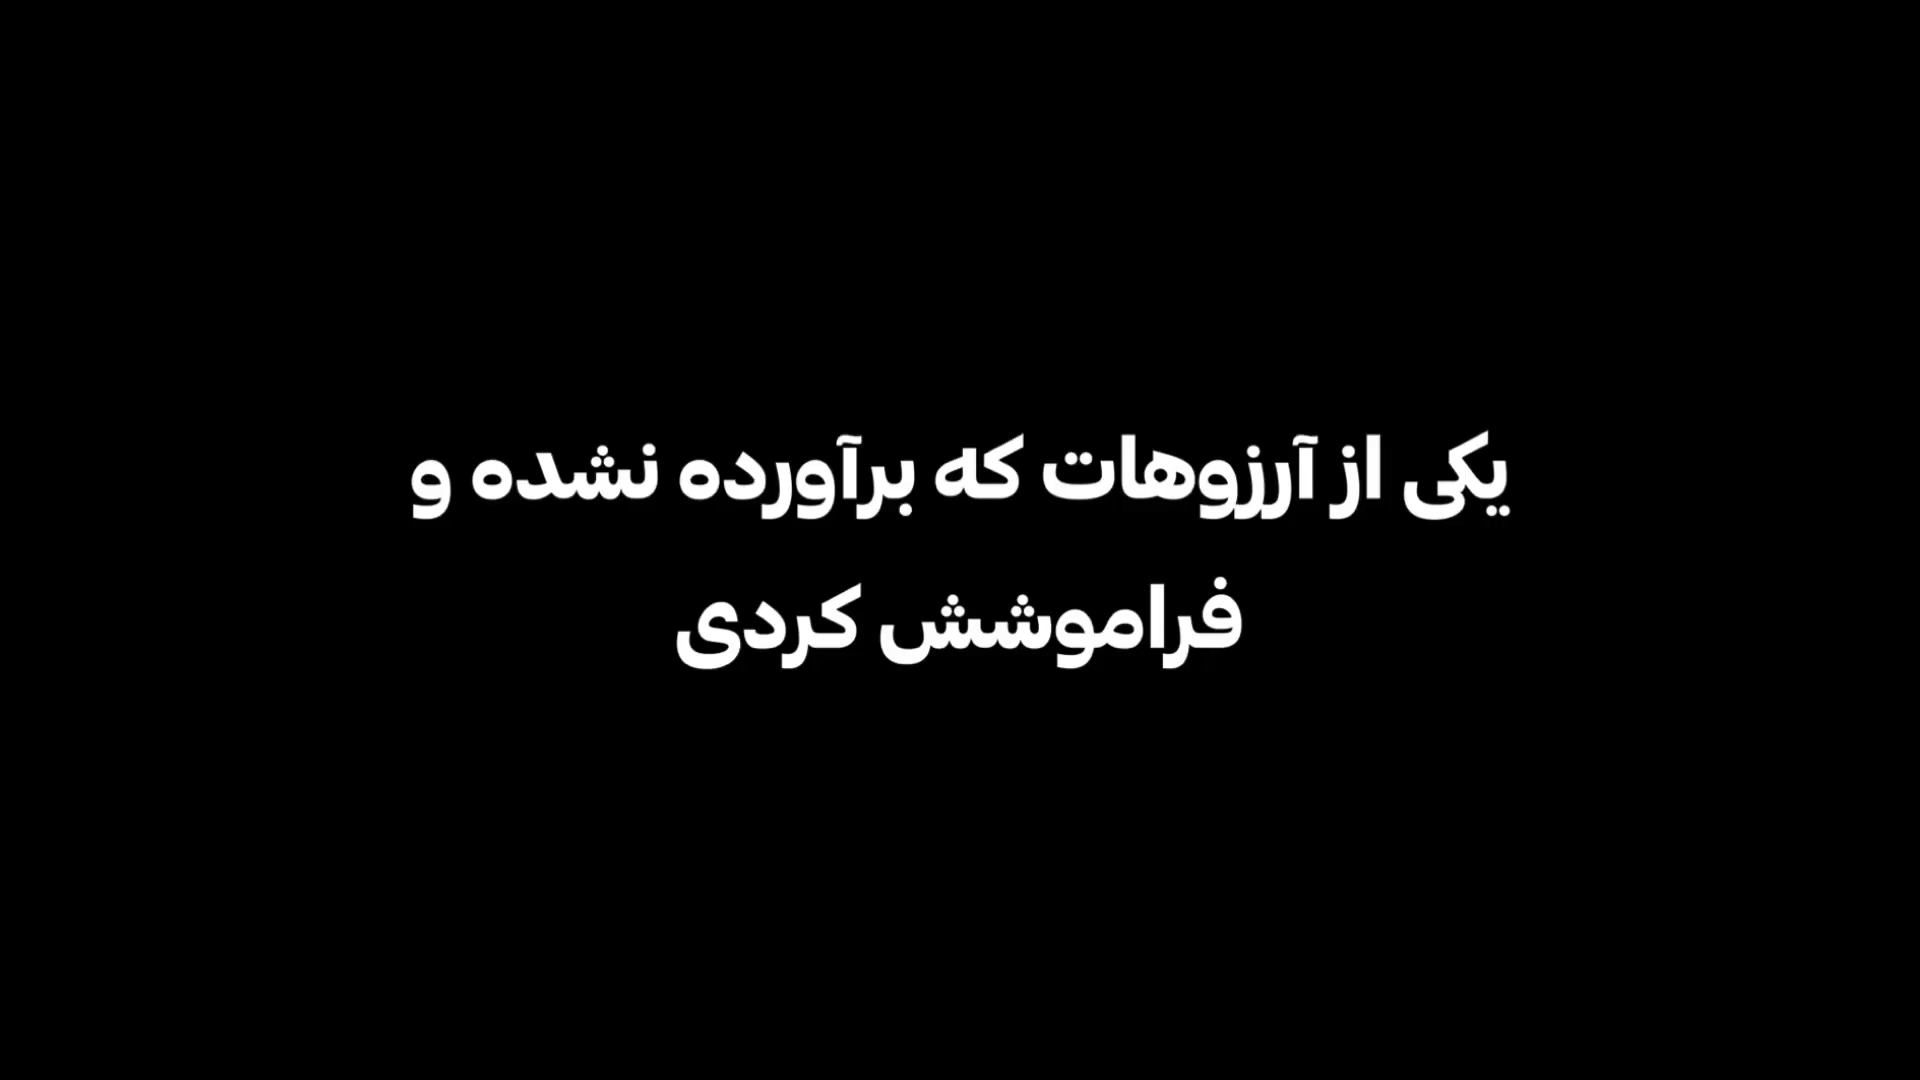 یکی از آرزوهات که برآورده نشده و
فراموشش کردی